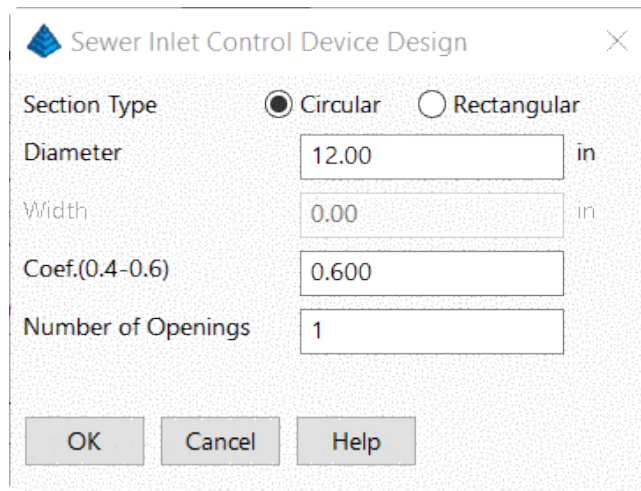 Sewer Inlet Control Device Design
Section Type Circular Rectangular
Diameter 12.00 in
Width 0.00 in
Coef.(0.4-0.6) 0.600
Number of Openings 1
OK Cancel Help